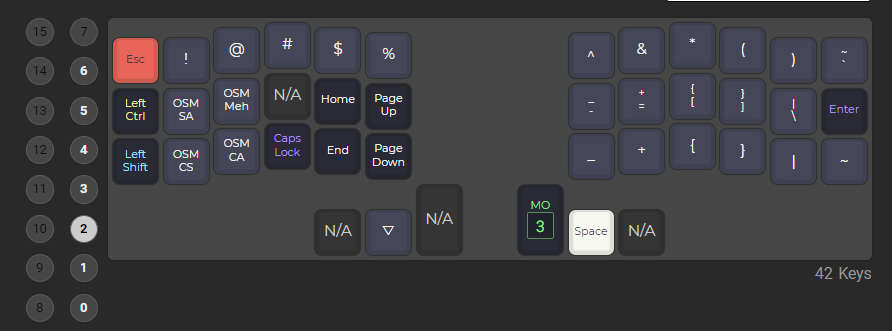 15 7 Esc ! @ # $ % ^ & * ( ) ~ `
14 6
13 5 Left Ctrl OSM SA OSM Meh N/A Home Page Up _ - + = { [ } ] | \ Enter
12 4 Left Shift OSM CS OSM CA Caps Lock End Page Down _ + { } | ~
11 3
10 2 N/A ▽ N/A MO 3 Space N/A
9 1
42 Keys
8 0